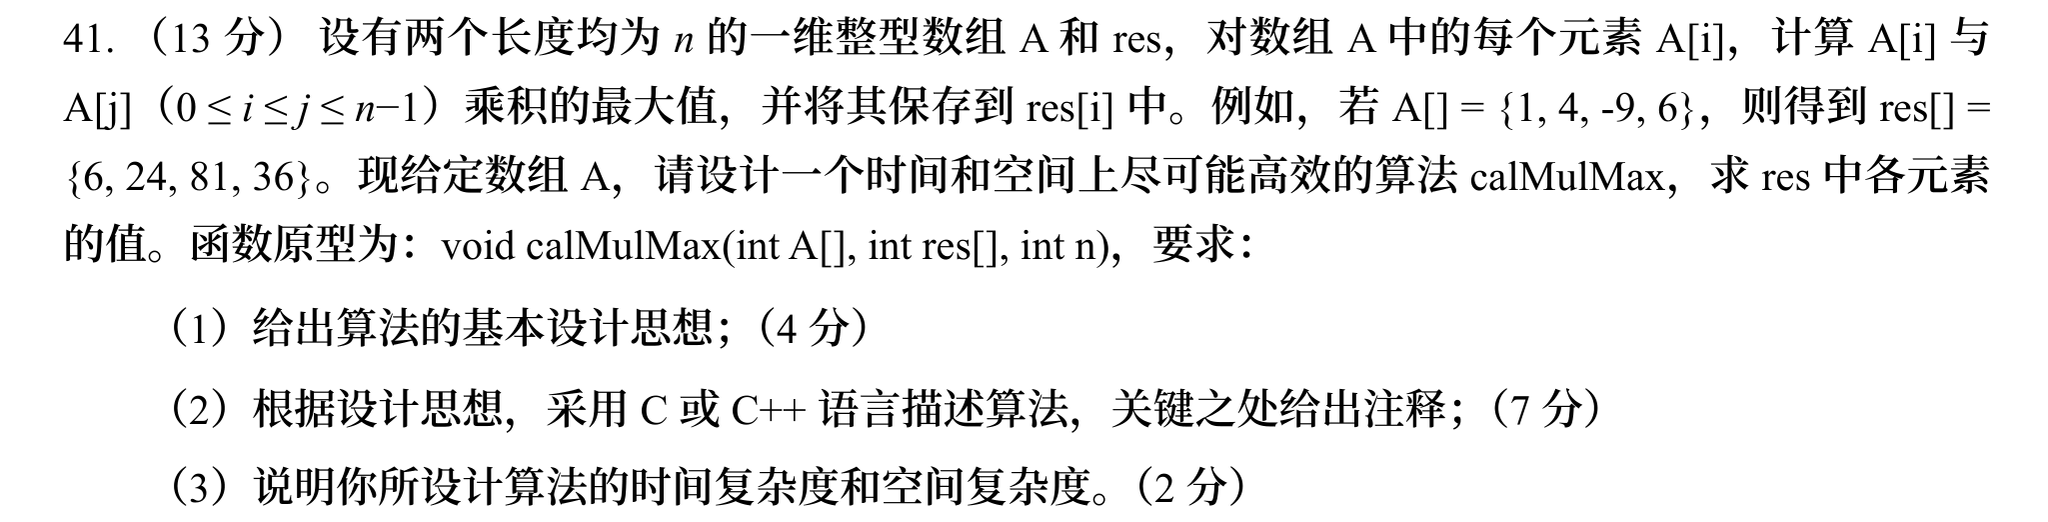 41. （13 分） 设有两个长度均为 n 的一维整型数组 A 和 res，对数组 A 中的每个元素 A[i]，计算 A[i] 与
A[j]（0 ≤ i ≤ j ≤ n−1）乘积的最大值，并将其保存到 res[i] 中。例如，若 A[] = {1, 4, -9, 6}，则得到 res[] =
{6, 24, 81, 36}。现给定数组 A，请设计一个时间和空间上尽可能高效的算法 calMulMax，求 res 中各元素
的值。函数原型为：void calMulMax(int A[], int res[], int n)，要求：
（1）给出算法的基本设计思想；（4 分）
（2）根据设计思想，采用 C 或 C++ 语言描述算法，关键之处给出注释；（7 分）
（3）说明你所设计算法的时间复杂度和空间复杂度。（2 分）